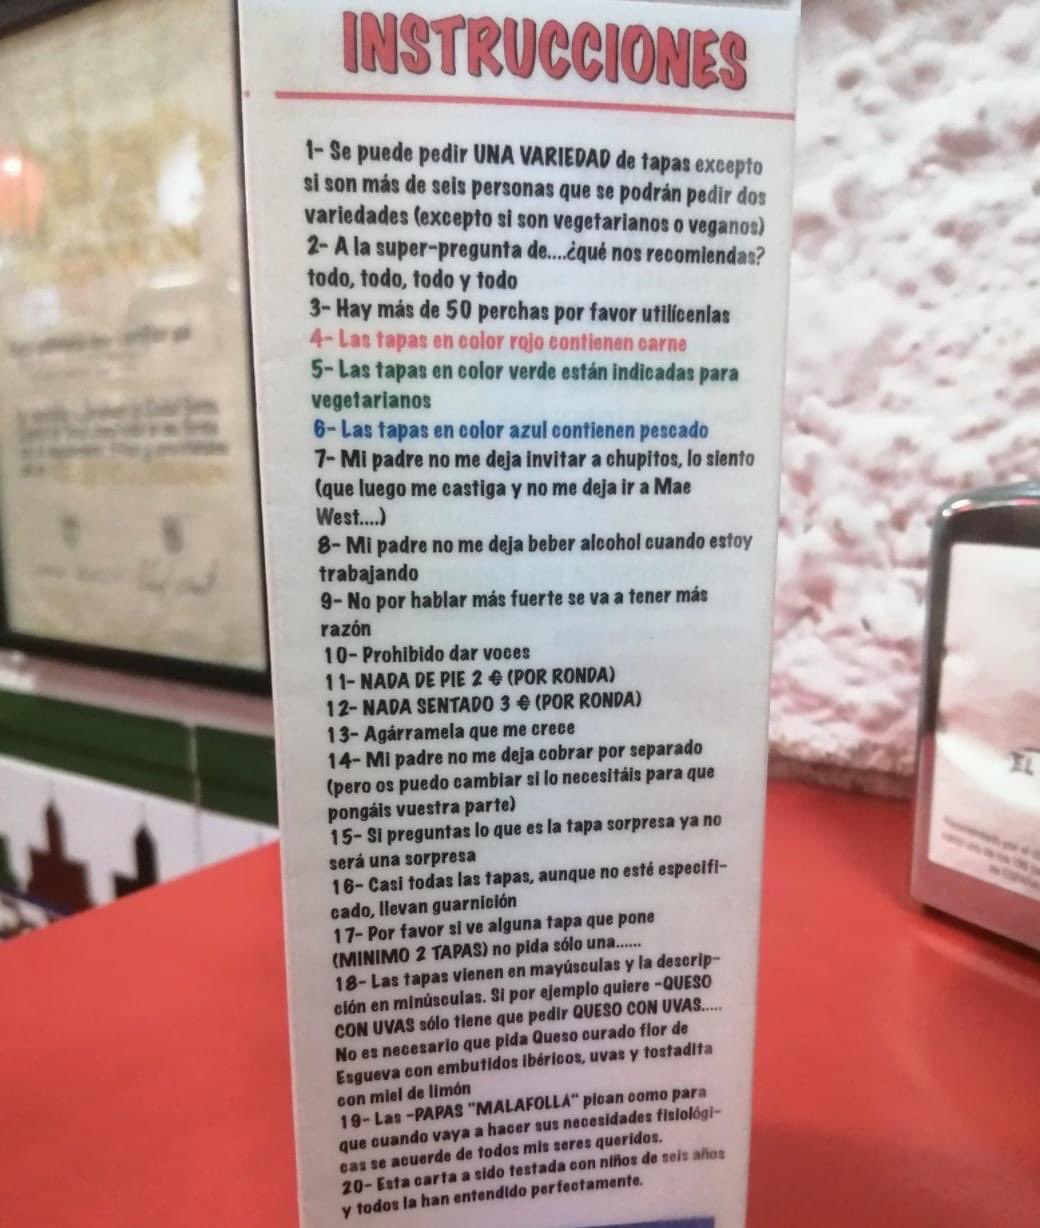 INSTRUCCIONES
1- Se puede pedir UNA VARIEDAD de tapas excepto
si son más de seis personas que se podrán pedir dos
variedades (excepto si son vegetarianos o veganos)
2- A la super-pregunta de....¿qué nos recomiendas?
todo, todo, todo y todo
3- Hay más de 50 perchas por favor utilícenlas
4- Las tapas en color rojo contienen carne
5- Las tapas en color verde están indicadas para
vegetarianos
6- Las tapas en color azul contienen pescado
7- Mi padre no me deja invitar a chupitos, lo siento
(que luego me castiga y no me deja ir a Mae
West....)
8- Mi padre no me deja beber alcohol cuando estoy
trabajando
9- No por hablar más fuerte se va a tener más
razón
10- Prohibido dar voces
11- NADA DE PIE 2 € (POR RONDA)
12- NADA SENTADO 3 € (POR RONDA)
13- Agárramela que me crece
14- Mi padre no me deja cobrar por separado
(pero os puedo cambiar si lo necesitáis para que
pongáis vuestra parte)
15- Si preguntas lo que es la tapa sorpresa ya no
será una sorpresa
16- Casi todas las tapas, aunque no esté especifi-
cado, llevan guarnición
17- Por favor si ve alguna tapa que pone
(MINIMO 2 TAPAS) no pida sólo una......
18- Las tapas vienen en mayúsculas y la descrip-
ción en minúsculas. Si por ejemplo quiere -QUESO
CON UVAS sólo tiene que pedir QUESO CON UVAS.....
No es necesario que pida Queso curado flor de
Esgueva con embutidos ibéricos, uvas y tostadita
con miel de limón
19- Las -PAPAS "MALAFOLLÁ" pican como para
que cuando vaya a hacer sus necesidades fisiológi-
cas se acuerde de todos mis seres queridos.
20- Esta carta a sido testada con niños de seis años
y todos la han entendido perfectamente.
EL